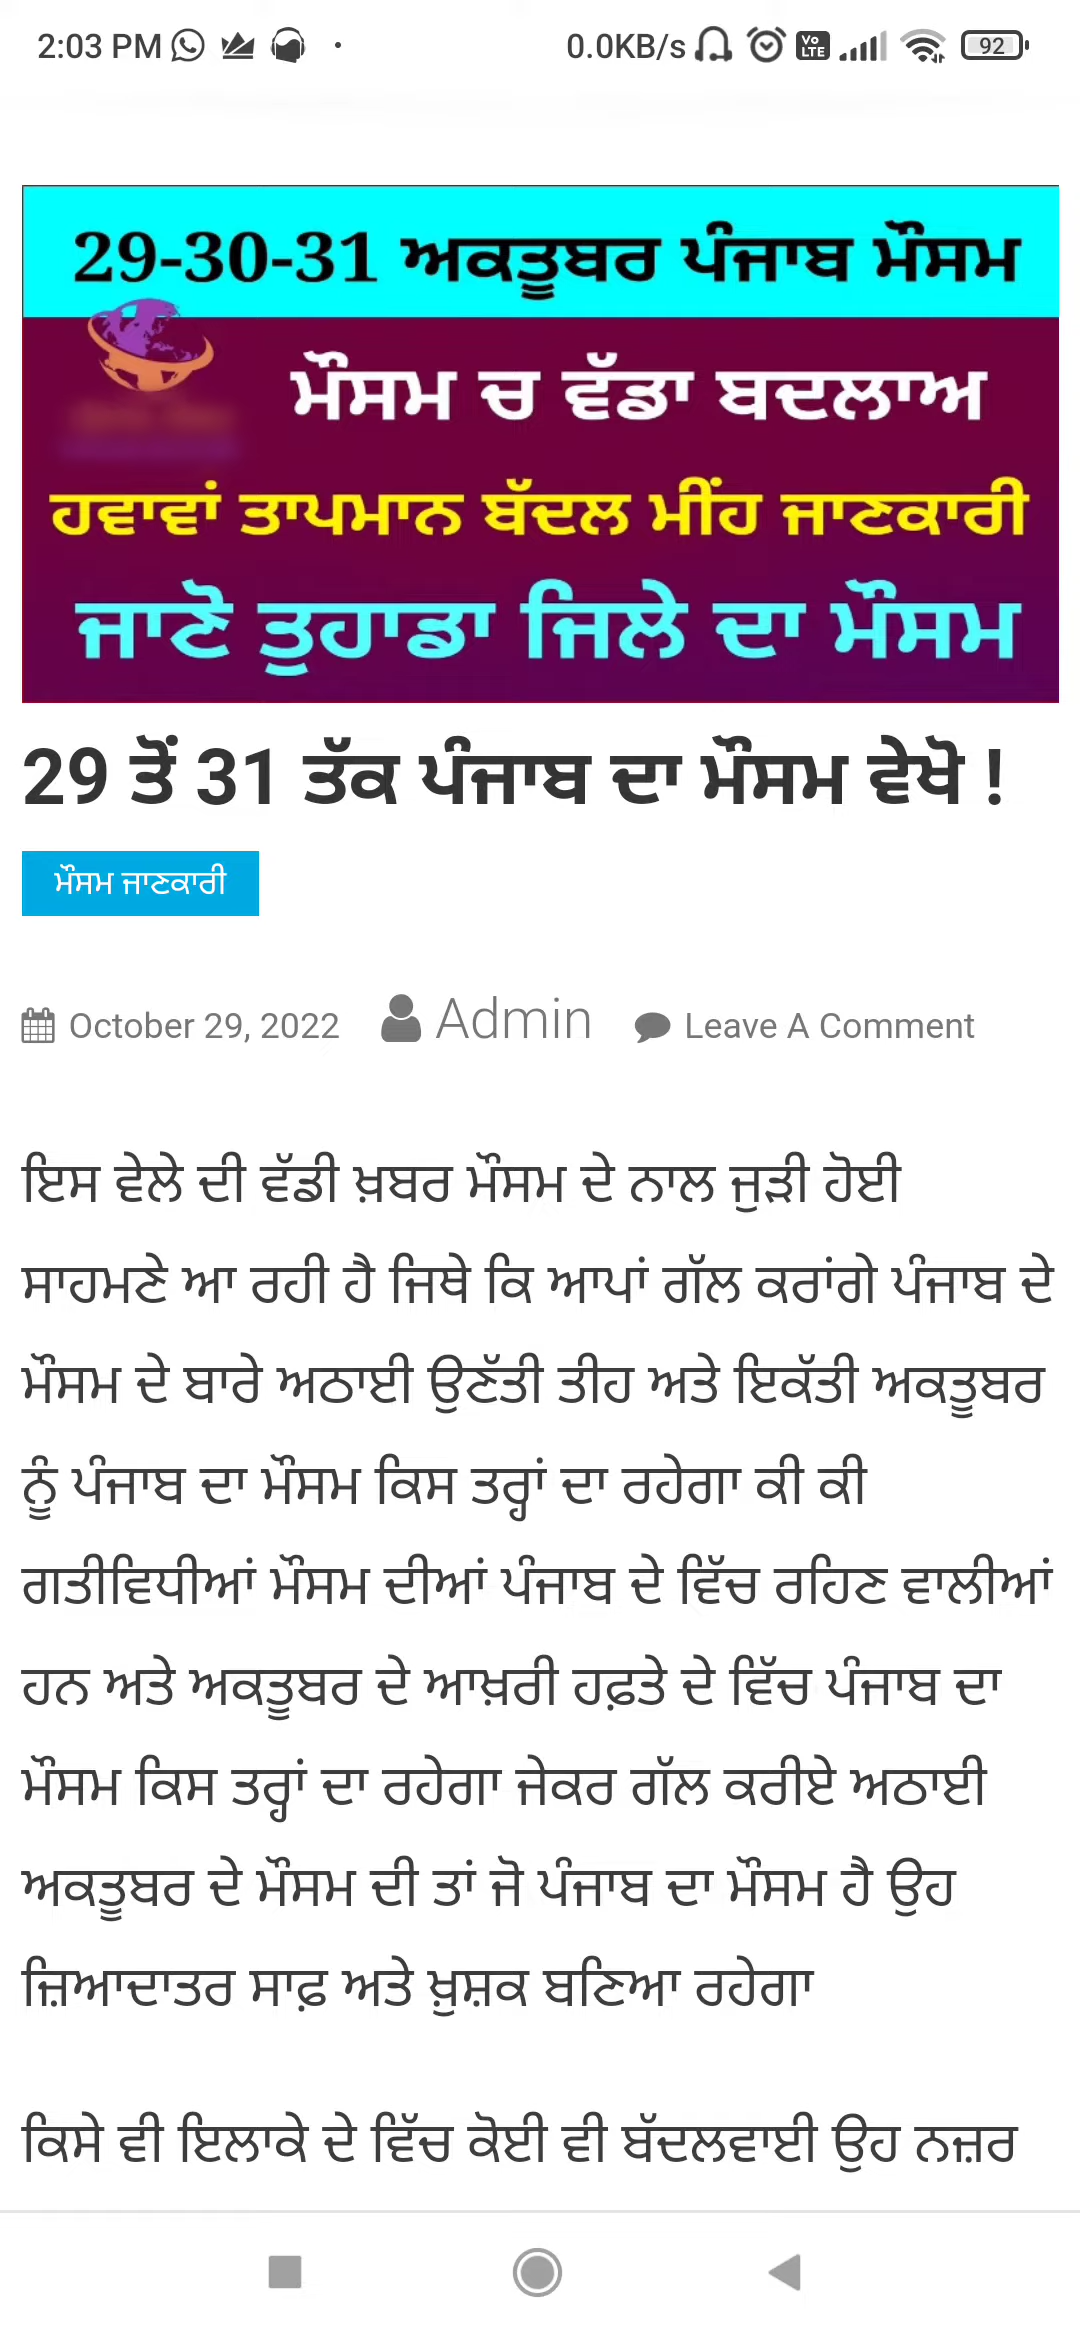 2:03 PM
0.0KB/s
Vo LTE
92
29-30-31 ਅਕਤੂਬਰ ਪੰਜਾਬ ਮੌਸਮ
ਮੌਸਮ ਚ ਵੱਡਾ ਬਦਲਾਅ
ਹਵਾਵਾਂ ਤਾਪਮਾਨ ਬੱਦਲ ਮੀਂਹ ਜਾਣਕਾਰੀ
ਜਾਣੋ ਤੁਹਾਡਾ ਜਿਲੇ ਦਾ ਮੌਸਮ
29 ਤੋਂ 31 ਤੱਕ ਪੰਜਾਬ ਦਾ ਮੌਸਮ ਵੇਖੋ !
ਮੌਸਮ ਜਾਣਕਾਰੀ
October 29, 2022 Admin Leave A Comment
ਇਸ ਵੇਲੇ ਦੀ ਵੱਡੀ ਖ਼ਬਰ ਮੌਸਮ ਦੇ ਨਾਲ ਜੁੜੀ ਹੋਈ
ਸਾਹਮਣੇ ਆ ਰਹੀ ਹੈ ਜਿਥੇ ਕਿ ਆਪਾਂ ਗੱਲ ਕਰਾਂਗੇ ਪੰਜਾਬ ਦੇ
ਮੌਸਮ ਦੇ ਬਾਰੇ ਅਠਾਈ ਉਣੱਤੀ ਤੀਹ ਅਤੇ ਇਕੱਤੀ ਅਕਤੂਬਰ
ਨੂੰ ਪੰਜਾਬ ਦਾ ਮੌਸਮ ਕਿਸ ਤਰ੍ਹਾਂ ਦਾ ਰਹੇਗਾ ਕੀ ਕੀ
ਗਤੀਵਿਧੀਆਂ ਮੌਸਮ ਦੀਆਂ ਪੰਜਾਬ ਦੇ ਵਿੱਚ ਰਹਿਣ ਵਾਲੀਆਂ
ਹਨ ਅਤੇ ਅਕਤੂਬਰ ਦੇ ਆਖ਼ਰੀ ਹਫ਼ਤੇ ਦੇ ਵਿੱਚ ਪੰਜਾਬ ਦਾ
ਮੌਸਮ ਕਿਸ ਤਰ੍ਹਾਂ ਦਾ ਰਹੇਗਾ ਜੇਕਰ ਗੱਲ ਕਰੀਏ ਅਠਾਈ
ਅਕਤੂਬਰ ਦੇ ਮੌਸਮ ਦੀ ਤਾਂ ਜੋ ਪੰਜਾਬ ਦਾ ਮੌਸਮ ਹੈ ਉਹ
ਜ਼ਿਆਦਾਤਰ ਸਾਫ਼ ਅਤੇ ਖ਼ੁਸ਼ਕ ਬਣਿਆ ਰਹੇਗਾ
ਕਿਸੇ ਵੀ ਇਲਾਕੇ ਦੇ ਵਿੱਚ ਕੋਈ ਵੀ ਬੱਦਲਵਾਈ ਉਹ ਨਜ਼ਰ